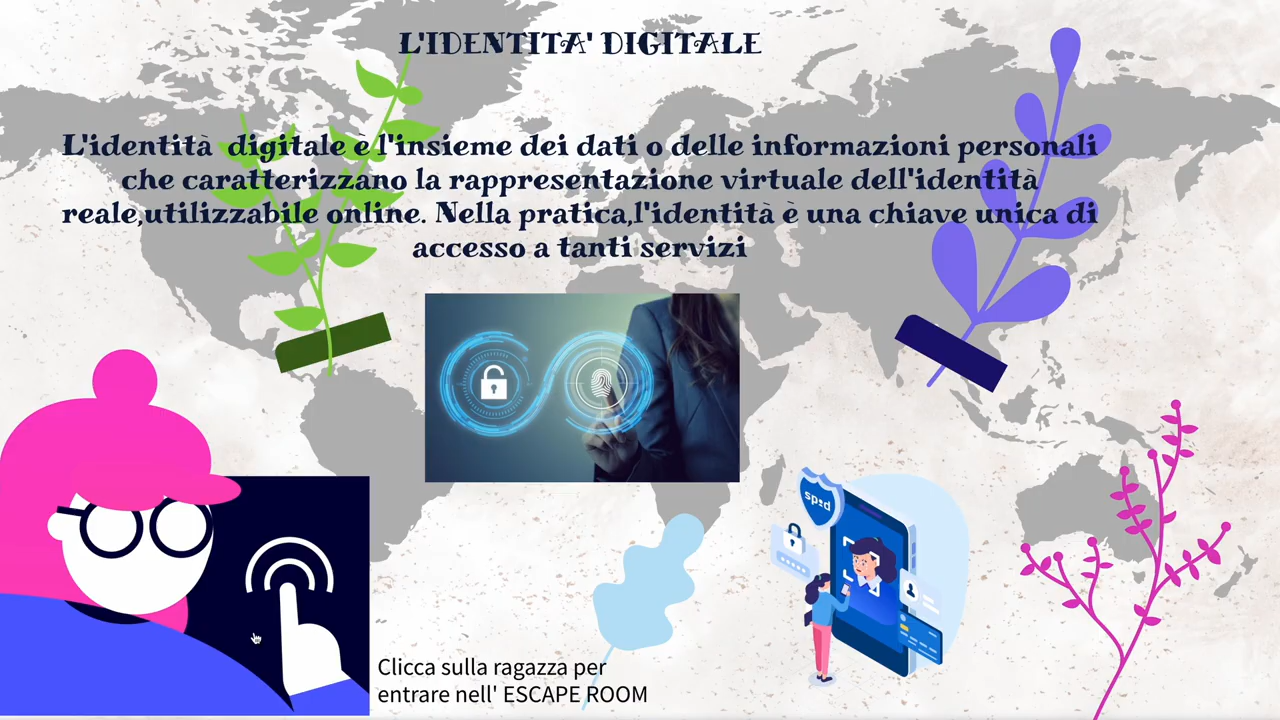 L'IDENTITA' DIGITALE
L'identità digitale è l'insieme dei dati o delle informazioni personali
che caratterizzano la rappresentazione virtuale dell'identità
reale,utilizzabile online. Nella pratica,l'identità è una chiave unica di
accesso a tanti servizi
spid
Clicca sulla ragazza per
entrare nell' ESCAPE ROOM